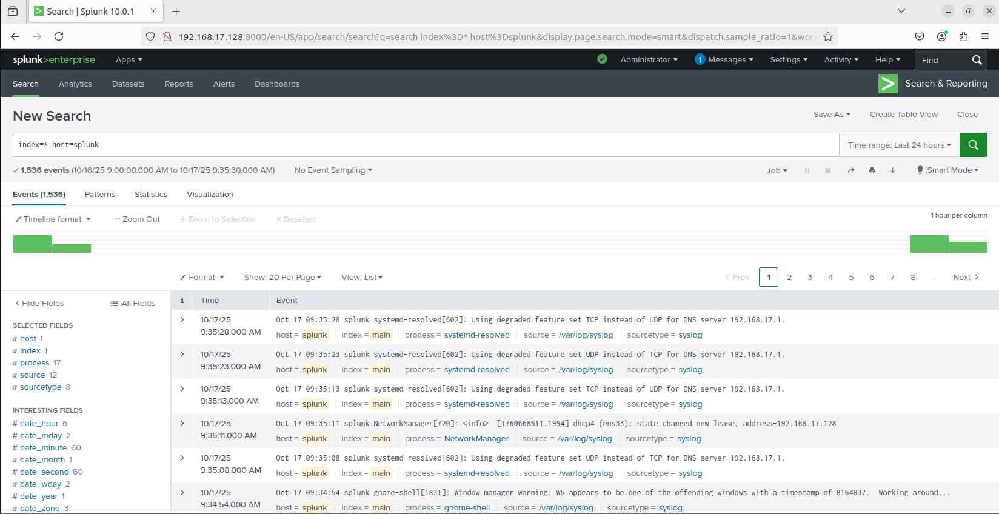 Search | Splunk 10.0.1
192.168.17.128:8000/en-US/app/search/search?q=search index%3D* host%3Dsplunk&display.page.search.mode=smart&dispatch.sample_ratio=1&work
splunk>enterprise Apps Administrator 1 Messages Settings Activity Help Find
Search Analytics Datasets Reports Alerts Dashboards > Search & Reporting
New Search Save As Create Table View Close
index=* host=splunk Time range: Last 24 hours
1,536 events (10/16/25 9:00:00.000 AM to 10/17/25 9:35:30.000 AM) No Event Sampling Job Smart Mode
Events (1,536) Patterns Statistics Visualization
Timeline format — Zoom Out + Zoom to Selection × Deselect 1 hour per column
Format Show: 20 Per Page View: List < Prev 1 2 3 4 5 6 7 8 ... Next >
< Hide Fields All Fields
SELECTED FIELDS
a host 1
a index 1
a process 17
a source 12
a sourcetype 8
INTERESTING FIELDS
# date_hour 6
# date_mday 2
# date_minute 60
a date_month 1
# date_second 60
a date_wday 2
# date_year 1
a date_zone 3
i Time Event
> 10/17/25 9:35:28.000 AM
Oct 17 09:35:28 splunk systemd-resolved[602]: Using degraded feature set TCP instead of UDP for DNS server 192.168.17.1.
host = splunk index = main process = systemd-resolved source = /var/log/syslog sourcetype = syslog
> 10/17/25 9:35:23.000 AM
Oct 17 09:35:23 splunk systemd-resolved[602]: Using degraded feature set UDP instead of TCP for DNS server 192.168.17.1.
host = splunk index = main process = systemd-resolved source = /var/log/syslog sourcetype = syslog
> 10/17/25 9:35:13.000 AM
Oct 17 09:35:13 splunk systemd-resolved[602]: Using degraded feature set TCP instead of UDP for DNS server 192.168.17.1.
host = splunk index = main process = systemd-resolved source = /var/log/syslog sourcetype = syslog
> 10/17/25 9:35:11.000 AM
Oct 17 09:35:11 splunk NetworkManager[720]: <info>  [1760668511.1994] dhcp4 (ens33): state changed new lease, address=192.168.17.128
host = splunk index = main process = NetworkManager source = /var/log/syslog sourcetype = syslog
> 10/17/25 9:35:08.000 AM
Oct 17 09:35:08 splunk systemd-resolved[602]: Using degraded feature set UDP instead of TCP for DNS server 192.168.17.1.
host = splunk index = main process = systemd-resolved source = /var/log/syslog sourcetype = syslog
> 10/17/25 9:34:54.000 AM
Oct 17 09:34:54 splunk gnome-shell[1831]: Window manager warning: W5 appears to be one of the offending windows with a timestamp of 8164837.  Working around...
host = splunk index = main process = gnome-shell source = /var/log/syslog sourcetype = syslog